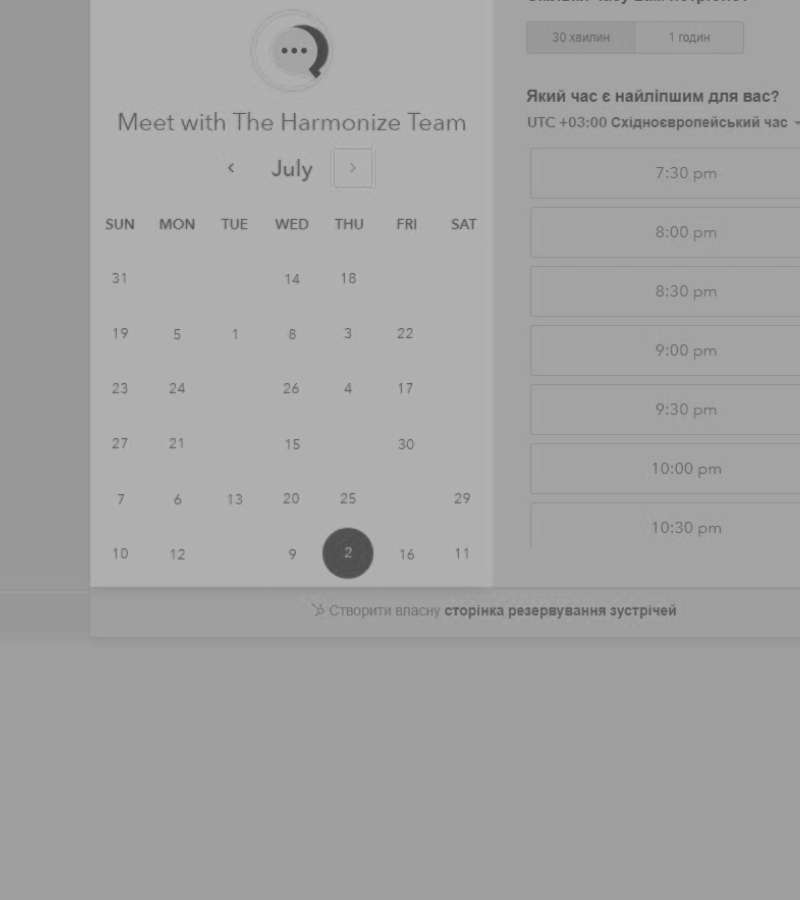 Meet with The Harmonize Team
July
SUN MON TUE WED THU FRI SAT
31 14 18
19 5 1 8 3 22
23 24 26 4 17
27 21 15 30
7 6 13 20 25 29
10 12 9 2 16 11
30 хвилин 1 годин
Який час є найліпшим для вас?
UTC +03:00 Східноєвропейський час
7:30 pm
8:00 pm
8:30 pm
9:00 pm
9:30 pm
10:00 pm
10:30 pm
Створити власну сторінка резервування зустрічей